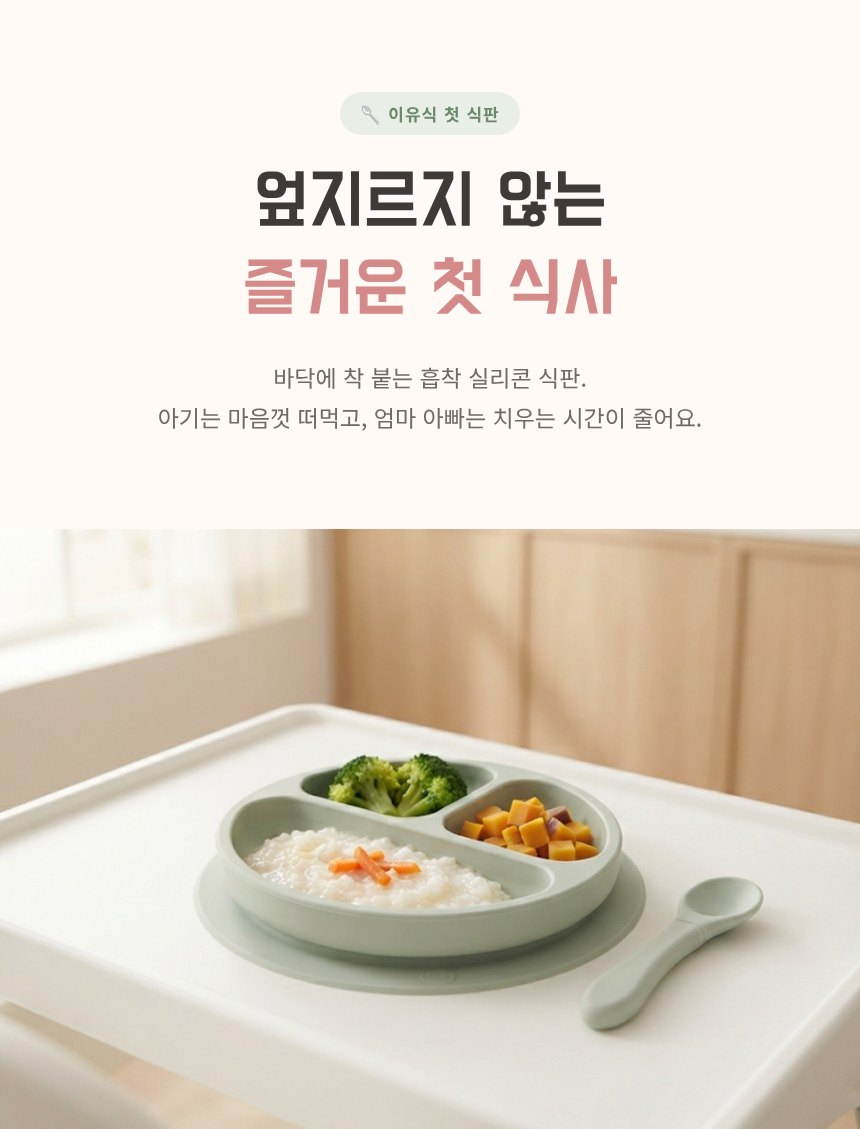 이유식 첫 식판
엎지르지 않는
즐거운 첫 식사
바닥에 착 붙는 흡착 실리콘 식판.
아기는 마음껏 떠먹고, 엄마 아빠는 치우는 시간이 줄어요.